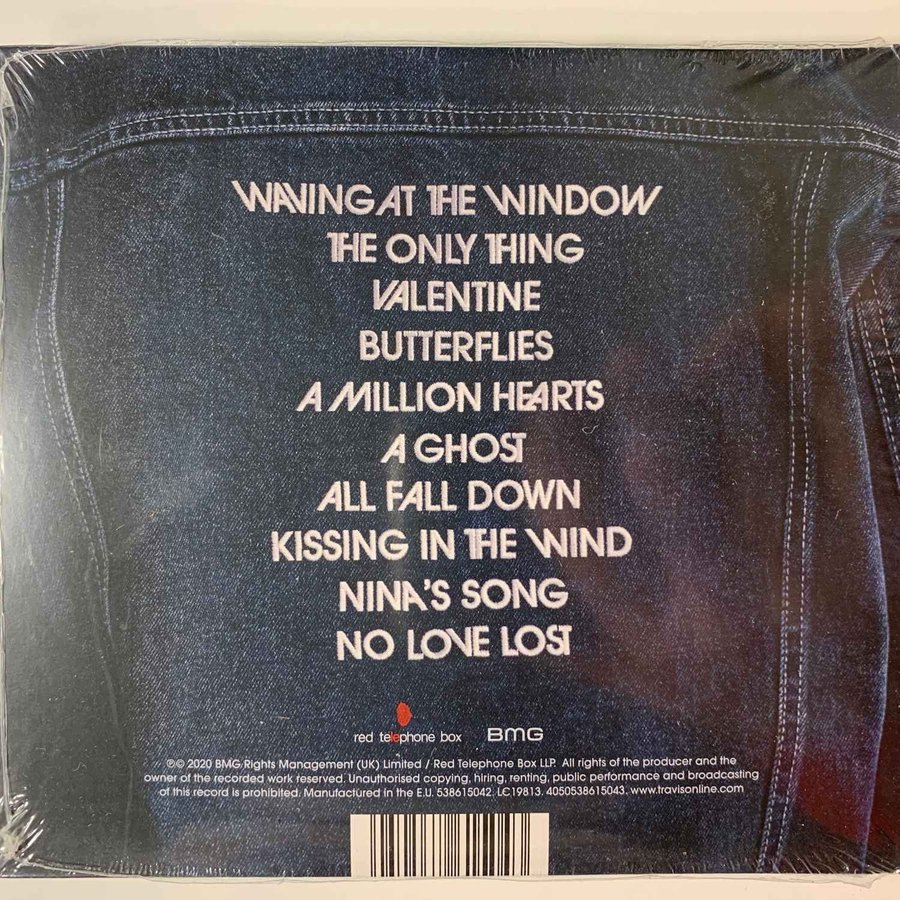 WAVING AT THE WINDOW
THE ONLY THING
VALENTINE
BUTTERFLIES
A MILLION HEARTS
A GHOST
ALL FALL DOWN
KISSING IN THE WIND
NINA'S SONG
NO LOVE LOST
red telephone box BMG
℗© 2020 BMG Rights Management (UK) Limited / Red Telephone Box LLP. All rights of the producer and the
owner of the recorded work reserved. Unauthorised copying, hiring, renting, public performance and broadcasting
of this record is prohibited. Manufactured in the E.U. 538615042. LC19813. 4050538615043. www.travisonline.com